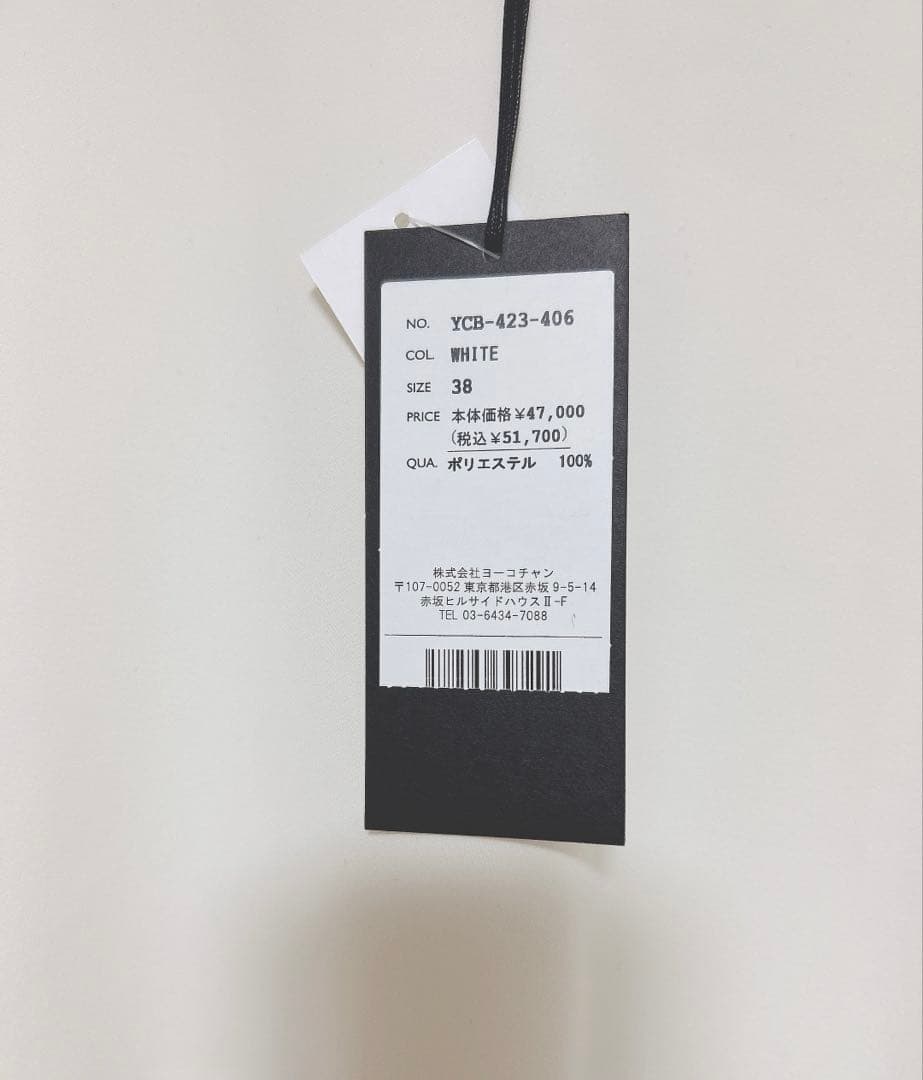 NO. YCB-423-406
COL. WHITE
SIZE 38
PRICE 本体価格¥47,000
(税込¥51,700)
QUA. ポリエステル 100%
株式会社ヨーコチャン
〒107-0052 東京都港区赤坂 9-5-14
赤坂ヒルサイドハウスⅡ-F
TEL 03-6434-7088